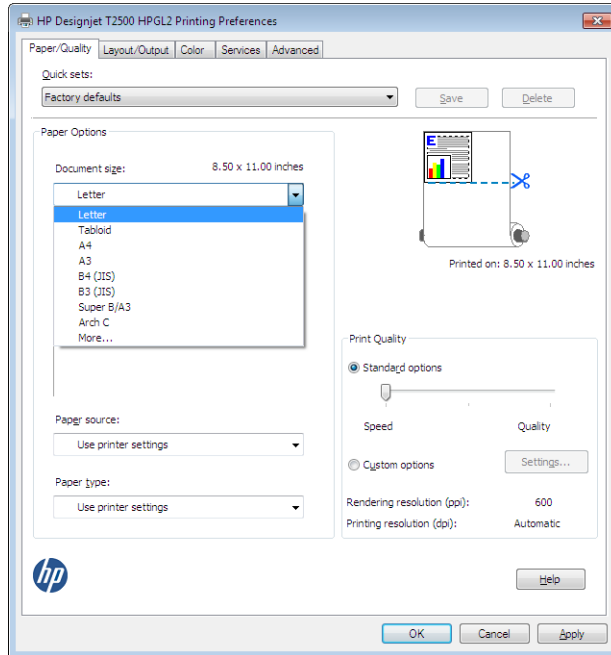 HP Designjet T2500 HPGL2 Printing Preferences
Paper/Quality Layout/Output Color Services Advanced
Quick sets:
Factory defaults
Save Delete
Paper Options
Document size: 8.50 x 11.00 inches
Letter
Letter
Tabloid
A4
A3
B4 (JIS)
B3 (JIS)
Super B/A3
Arch C
More...
Paper source:
Use printer settings
Paper type:
Use printer settings
E
Printed on: 8.50 x 11.00 inches
Print Quality
Standard options
Speed Quality
Custom options Settings...
Rendering resolution (ppi): 600
Printing resolution (dpi): Automatic
hp
Help
OK Cancel Apply